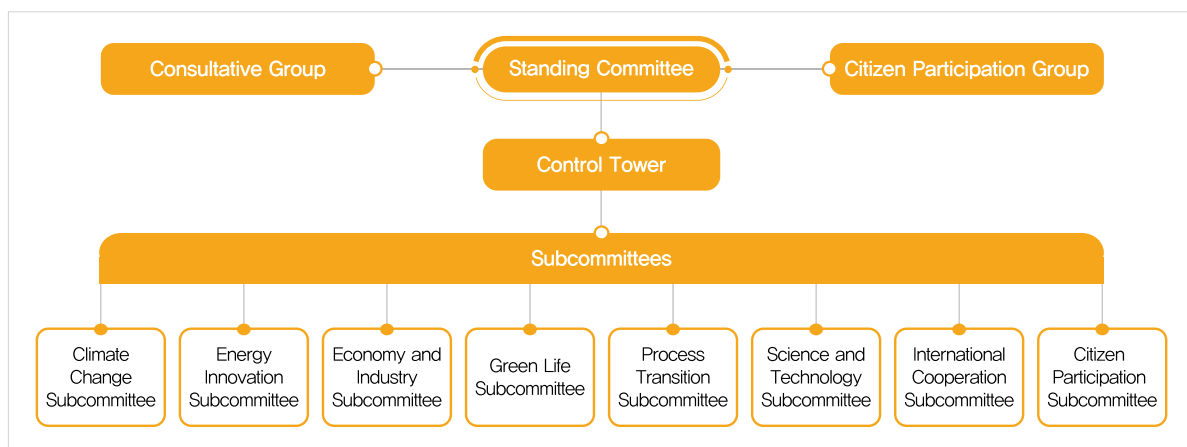 Consultative Group
Standing Committee
Citizen Participation Group
Control Tower
Subcommittees
Climate
Change
Subcommittee
Energy
Innovation
Subcommittee
Economy and
Industry
Subcommittee
Green Life
Subcommittee
Process
Transition
Subcommittee
Science and
Technology
Subcommittee
International
Cooperation
Subcommittee
Citizen
Participation
Subcommittee